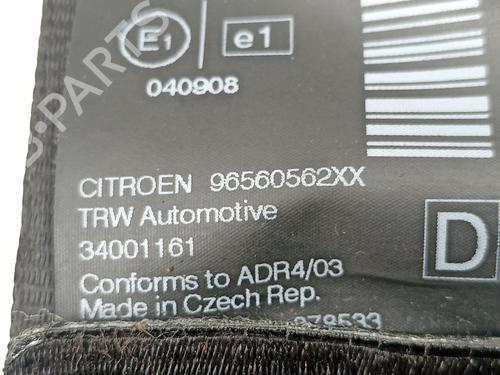 E1 e1
040908
CITROEN 96560562XX
TRW Automotive
34001161
D
Conforms to ADR4/03
Made in Czech Rep.